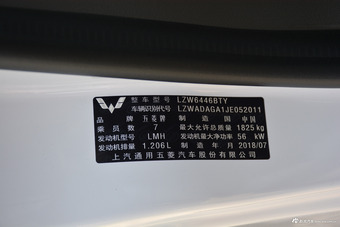 整车型号 LZW6446BTY
车辆识别代号 LZWADAGA1JE052011
品牌 五菱牌 制造国 中国
乘员数 7 最大允许总质量 1825 kg
发动机型号 LMH 发动机最大净功率 56 kW
发动机排量 1.206 L 制造年月 2018/07
上汽通用五菱汽车股份有限公司